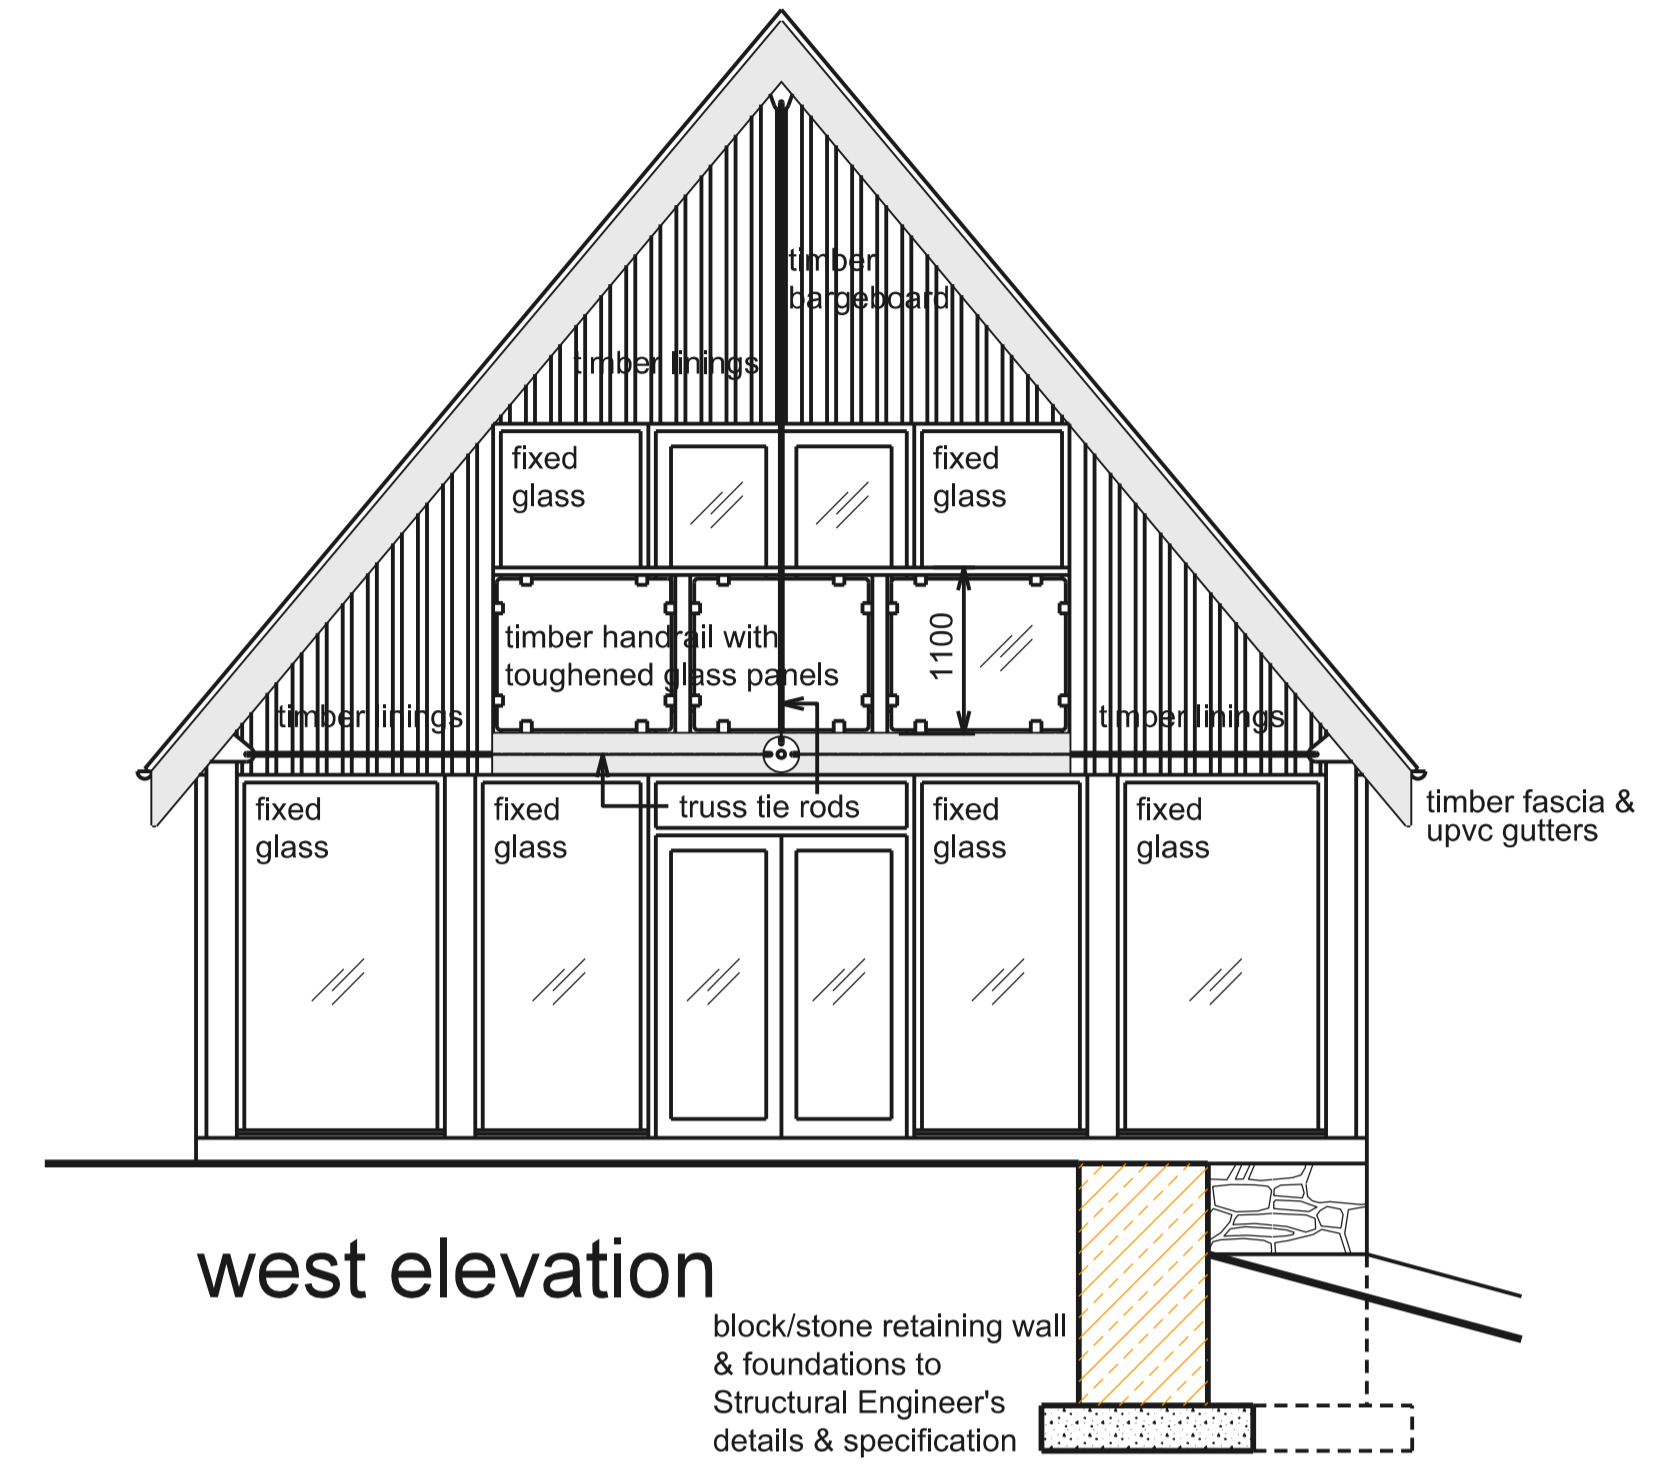 timber
bargeboard
timber linings
fixed
glass
fixed
glass
timber handrail with
toughened glass panels
1100
timber linings
timber linings
truss tie rods
fixed
glass
fixed
glass
fixed
glass
fixed
glass
timber fascia &
upvc gutters
west elevation
block/stone retaining wall
& foundations to
Structural Engineer's
details & specification